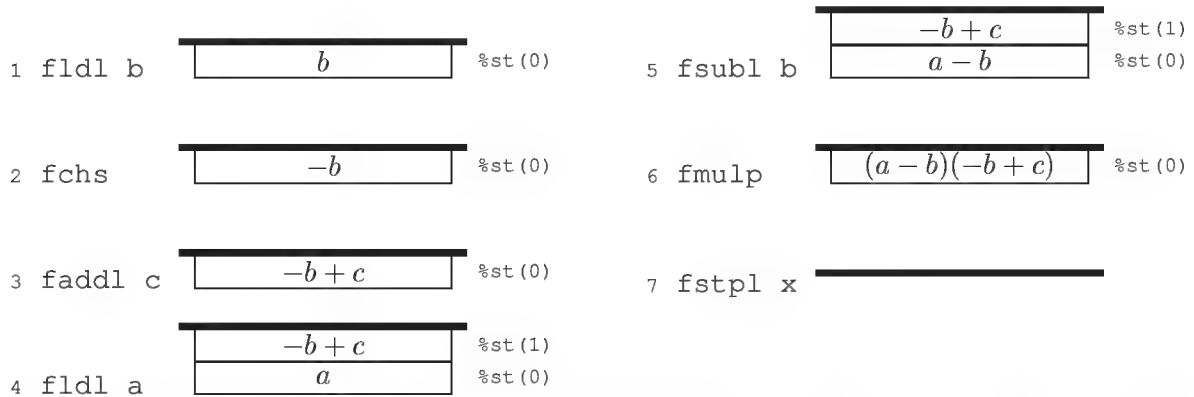 1 fldl b
b %st(0)
2 fchs
-b %st(0)
3 faddl c
-b + c %st(0)
-b + c %st(1)
4 fldl a
a %st(0)
-b + c %st(1)
5 fsubl b
a - b %st(0)
6 fmulp
(a - b)(-b + c) %st(0)
7 fstpl x